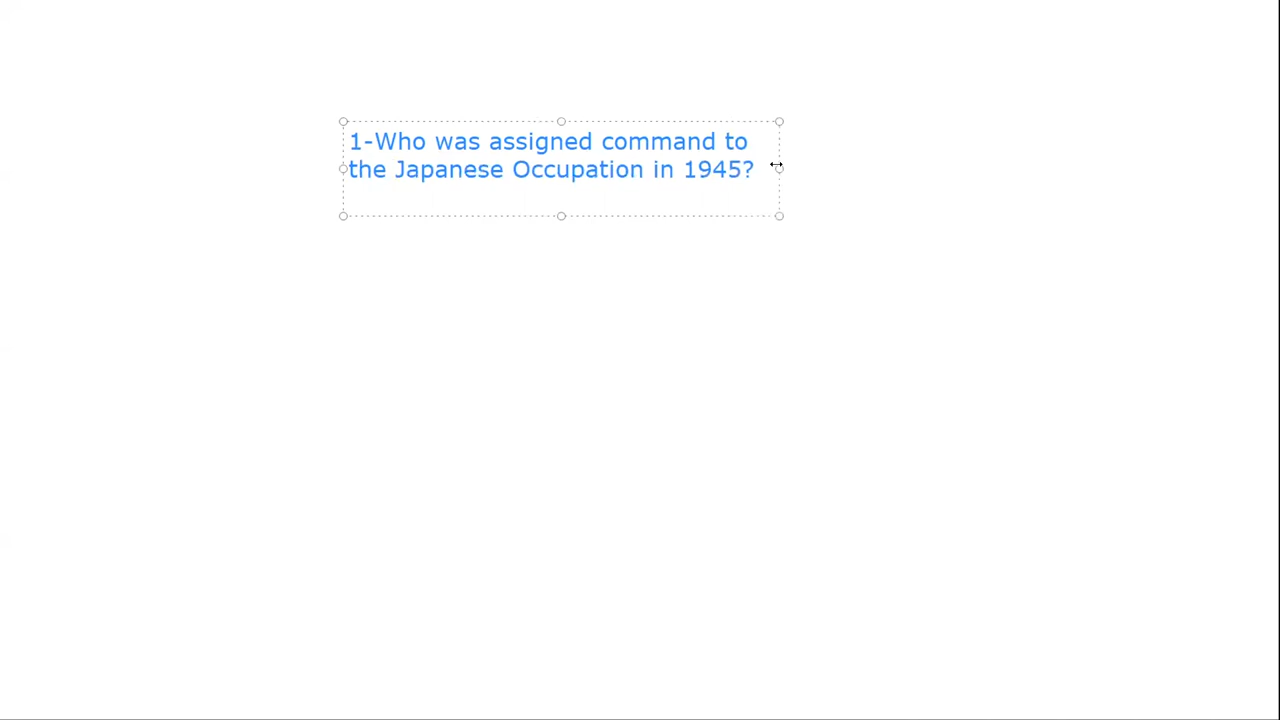 1-Who was assigned command to
the Japanese Occupation in 1945?